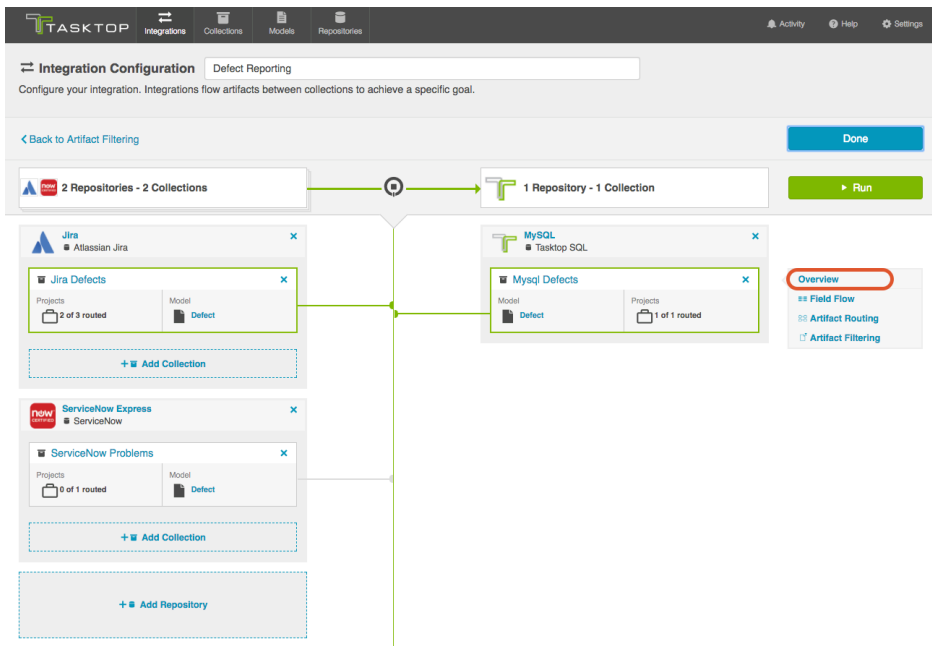 TASKTOP
Integrations
Collections
Models
Repositories
Activity
Help
Settings
Integration Configuration
Defect Reporting
Configure your integration. Integrations flow artifacts between collections to achieve a specific goal.
Back to Artifact Filtering
Done
now
2 Repositories - 2 Collections
1 Repository - 1 Collection
Run
Jira
Atlassian Jira
Jira Defects
Projects
2 of 3 routed
Model
Defect
+ Add Collection
MySQL
Tasktop SQL
Mysql Defects
Model
Defect
Projects
1 of 1 routed
Overview
Field Flow
Artifact Routing
Artifact Filtering
now
CERTIFIED
ServiceNow Express
ServiceNow
ServiceNow Problems
Projects
0 of 1 routed
Model
Defect
+ Add Collection
+ Add Repository